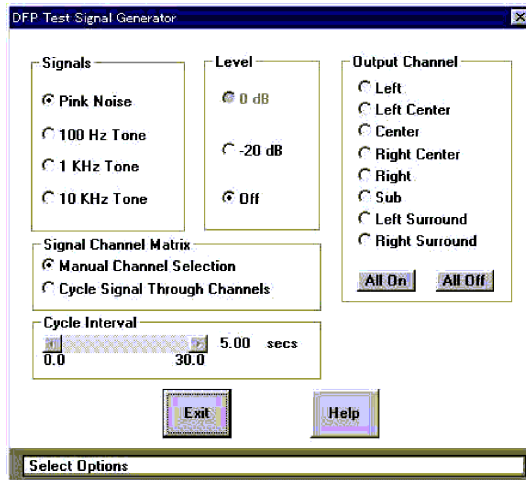 DFP Test Signal Generator
Signals
Pink Noise
100 Hz Tone
1 KHz Tone
10 KHz Tone
Level
0 dB
-20 dB
Off
Output Channel
Left
Left Center
Center
Right Center
Right
Sub
Left Surround
Right Surround
All On
All Off
Signal Channel Matrix
Manual Channel Selection
Cycle Signal Through Channels
Cycle Interval
5.00 secs
0.0 30.0
Exit
Help
Select Options